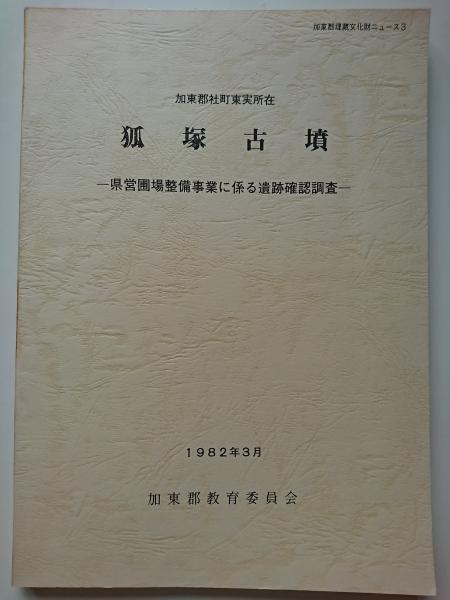 加東郡埋蔵文化財ニュース3
加東郡社町東実所在
狐塚古墳
―県営圃場整備事業に係る遺跡確認調査―
1982年3月
加東郡教育委員会